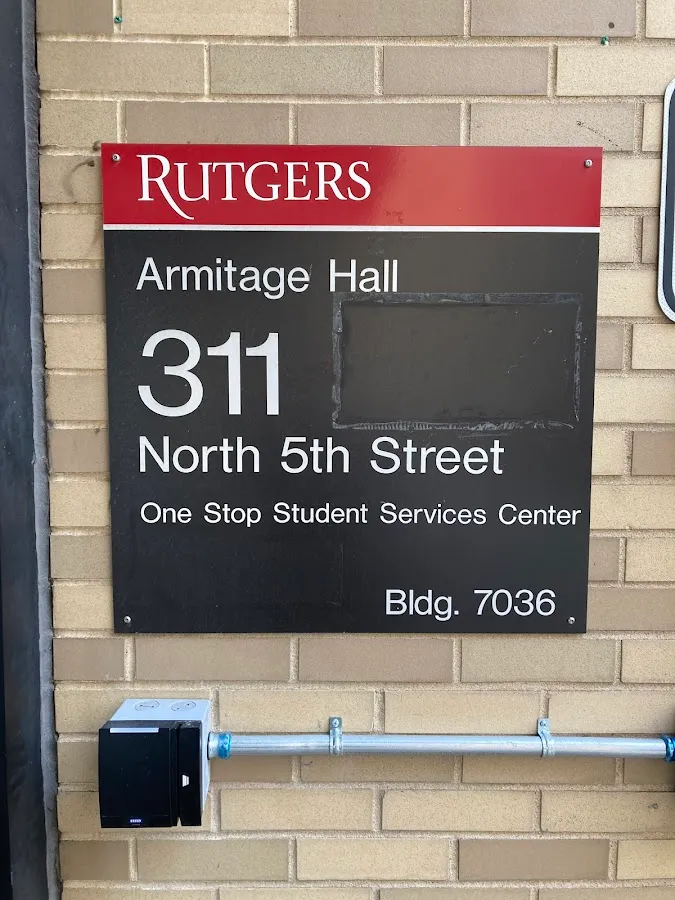 RUTGERS
Armitage Hall
311
North 5th Street
One Stop Student Services Center
Bldg. 7036